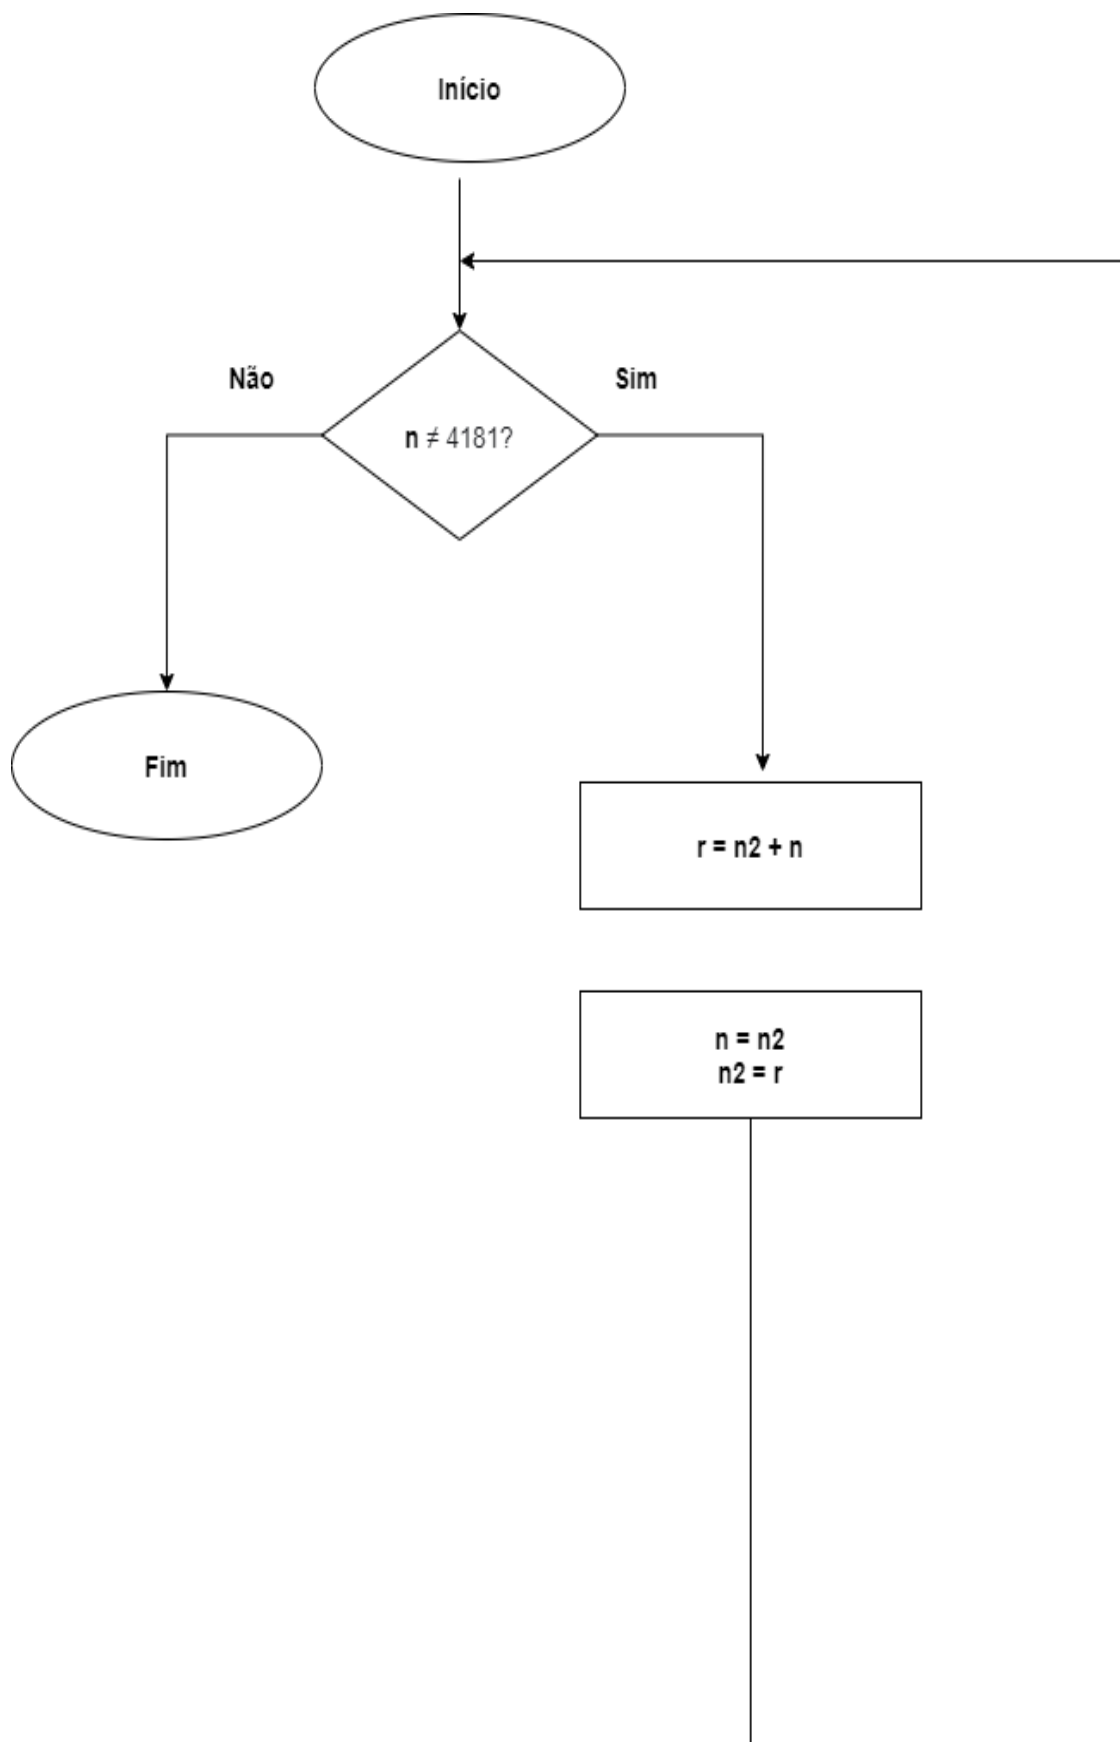 Início
Não
Sim
n ≠ 4181?
Fim
r = n2 + n
n = n2
n2 = r